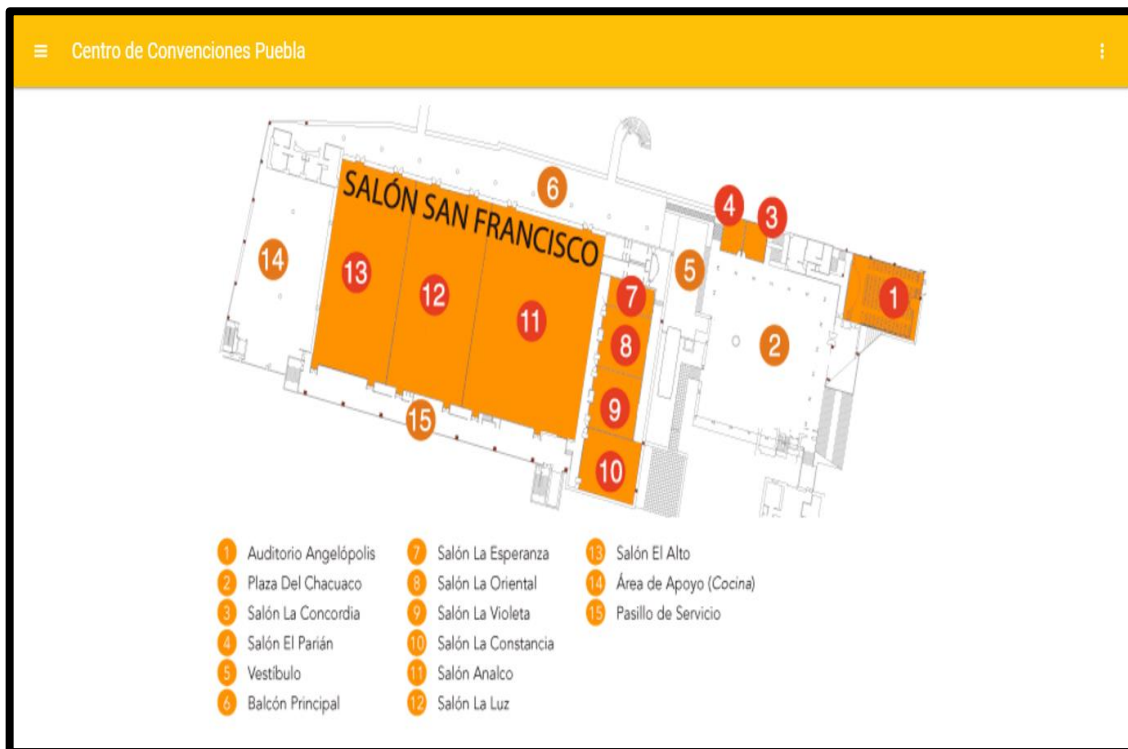 Centro de Convenciones Puebla
SALÓN SAN FRANCISCO
6
4
3
14
13
12
11
5
7
1
8
2
9
15
10
1 Auditorio Angelópolis
2 Plaza Del Chacuaco
3 Salón La Concordia
4 Salón El Parián
5 Vestíbulo
6 Balcón Principal
7 Salón La Esperanza
8 Salón La Oriental
9 Salón La Violeta
10 Salón La Constancia
11 Salón Analco
12 Salón La Luz
13 Salón El Alto
14 Área de Apoyo (Cocina)
15 Pasillo de Servicio